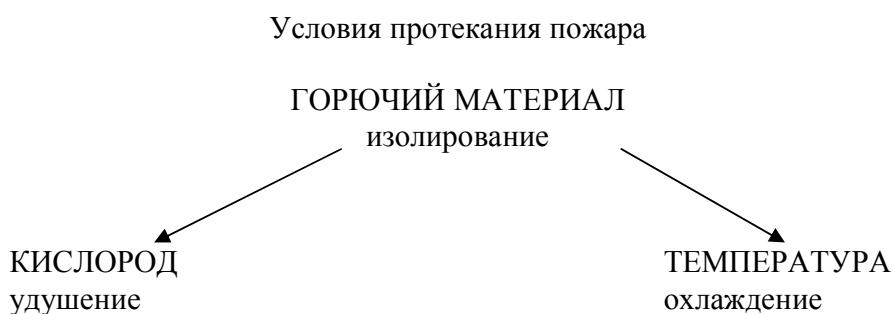 Условия протекания пожара
ГОРЮЧИЙ МАТЕРИАЛ
изолирование
КИСЛОРОД
удушение
ТЕМПЕРАТУРА
охлаждение